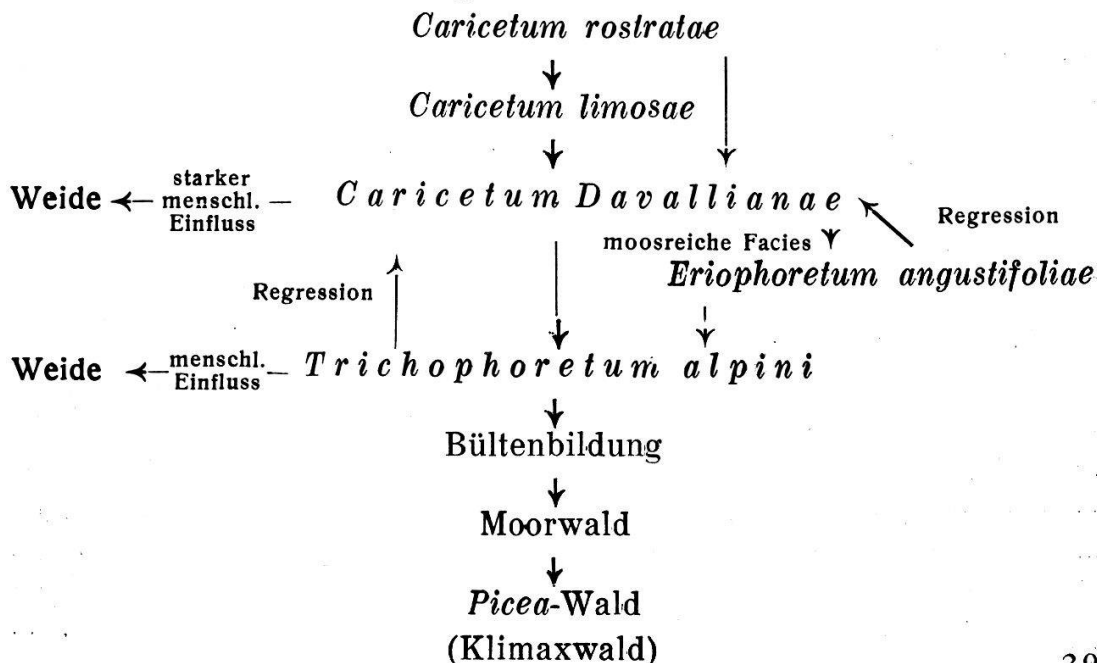 Caricetum rostratae
Caricetum limosae
starker
menschl.
Einfluss
Weide
Caricetum Davallianae
Regression
moosreiche Facies
Eriophoretum angustifoliae
Regression
Weide
menschl.
Einfluss
Trichophoretum alpini
Bültenbildung
Moorwald
Picea-Wald
(Klimaxwald)